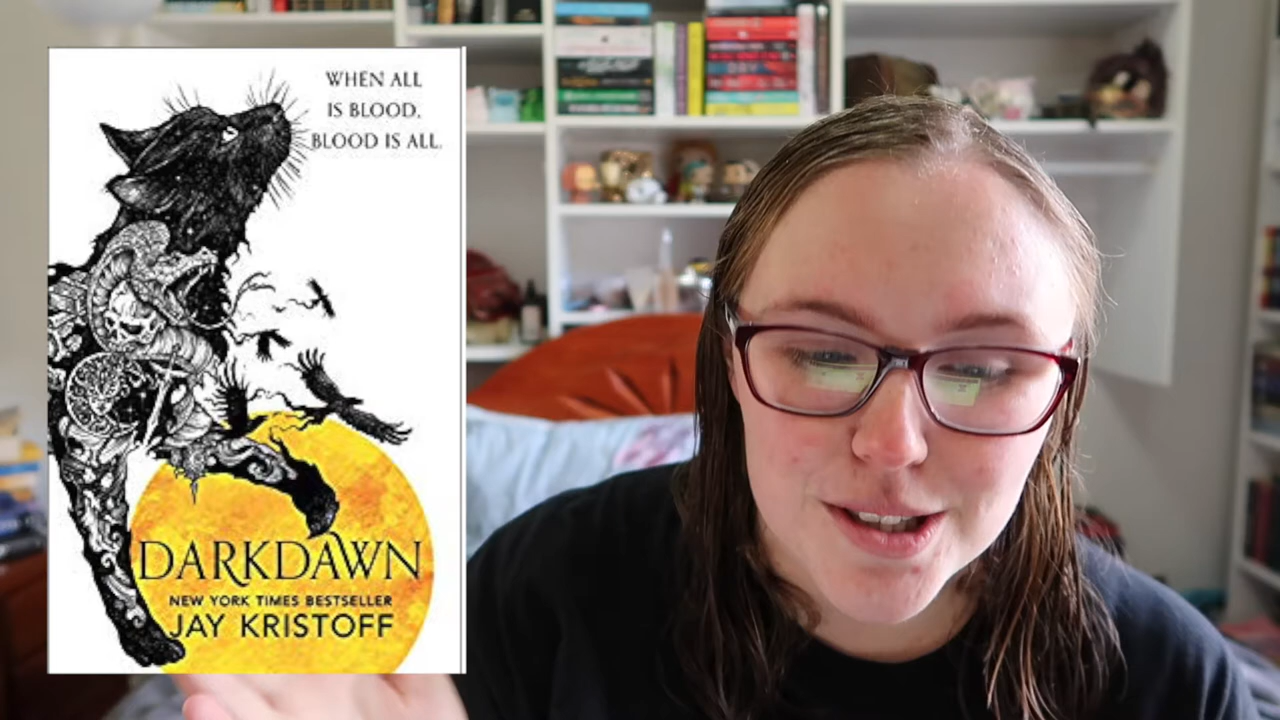 WHEN ALL
IS BLOOD,
BLOOD IS ALL.
DARKDAWN
NEW YORK TIMES BESTSELLER
JAY KRISTOFF